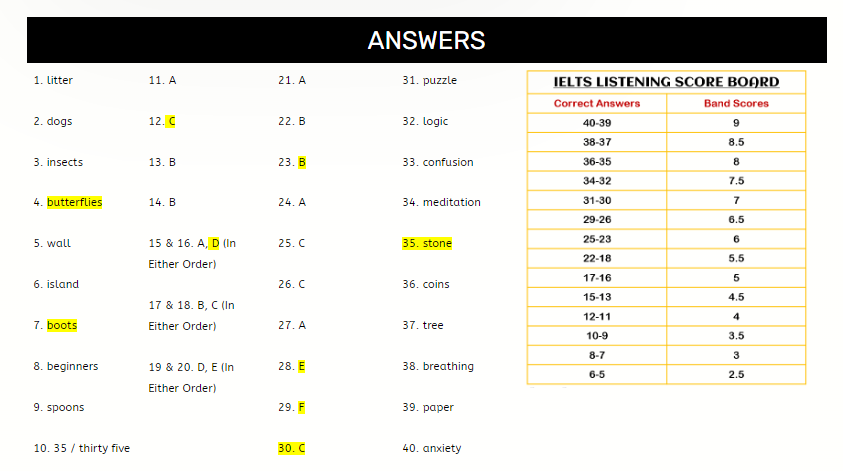 ANSWERS
1. litter
2. dogs
3. insects
4. butterflies
5. wall
6. island
7. boots
8. beginners
9. spoons
10. 35 / thirty five
11. A
12. C
13. B
14. B
15 & 16. A, D (In
Either Order)
17 & 18. B, C (In
Either Order)
19 & 20. D, E (In
Either Order)
21. A
22. B
23. B
24. A
25. C
26. C
27. A
28. E
29. F
30. C
31. puzzle
32. logic
33. confusion
34. meditation
35. stone
36. coins
37. tree
38. breathing
39. paper
40. anxiety
IELTS LISTENING SCORE BOARD
Correct Answers Band Scores
40-39 9
38-37 8.5
36-35 8
34-32 7.5
31-30 7
29-26 6.5
25-23 6
22-18 5.5
17-16 5
15-13 4.5
12-11 4
10-9 3.5
8-7 3
6-5 2.5